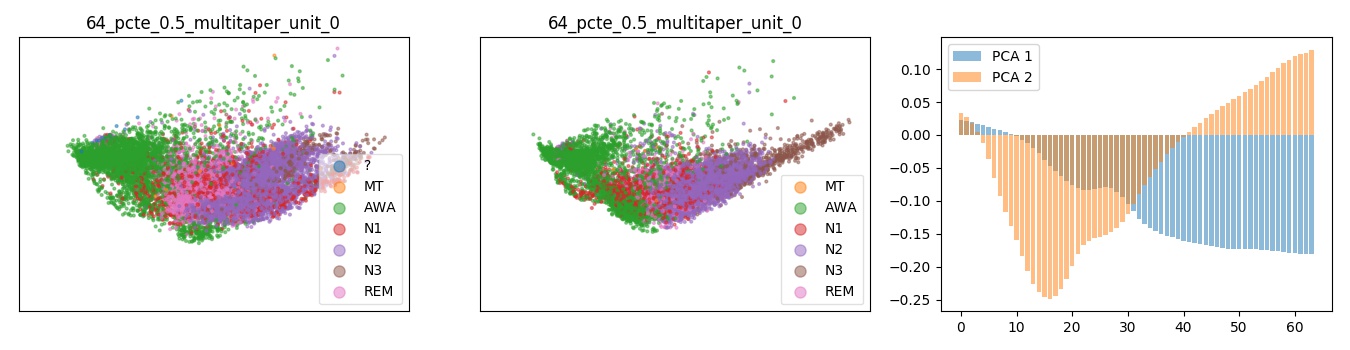 64_pcte_0.5_multitaper_unit_0
?
MT
AWA
N1
N2
N3
REM
64_pcte_0.5_multitaper_unit_0
MT
AWA
N1
N2
N3
REM
PCA 1
PCA 2
0.10
0.05
0.00
−0.05
−0.10
−0.15
−0.20
−0.25
0 10 20 30 40 50 60